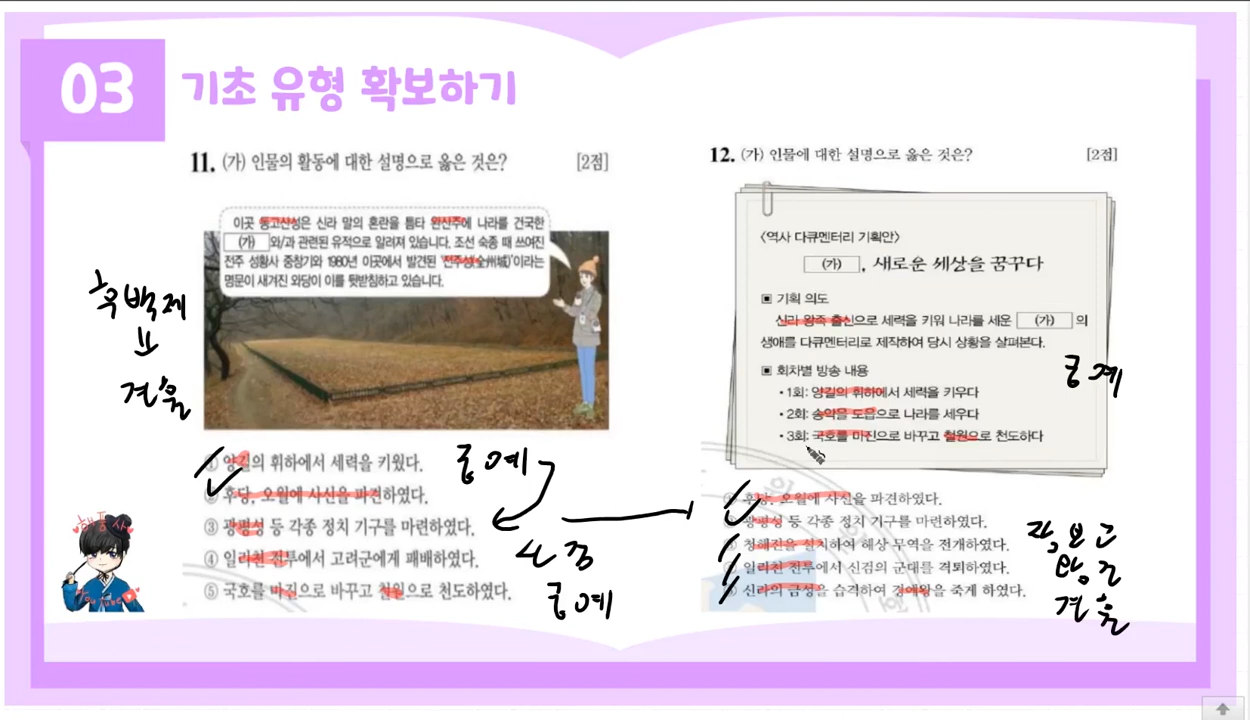 03 기초 유형 확보하기
11. (가) 인물의 활동에 대한 설명으로 옳은 것은? [2점]
이곳 동고산성은 신라 말의 혼란을 틈타 완산주에 나라를 건국한
(가) 와/과 관련된 유적으로 알려져 있습니다. 조선 숙종 때 쓰여진
전주 성황사 중창기와 1980년 이곳에서 발견된 '전주성(全州城)'이라는
명문이 새겨진 와당이 이를 뒷받침하고 있습니다.
후백제
견훤
① 양길의 휘하에서 세력을 키웠다.
② 후당, 오월에 사신을 파견하였다.
③ 광평성 등 각종 정치 기구를 마련하였다.
④ 일리천 전투에서 고려군에게 패배하였다.
⑤ 국호를 마진으로 바꾸고 철원으로 천도하였다.
궁예
신검
궁예
해품사
YouTube
12. (가) 인물에 대한 설명으로 옳은 것은? [2점]
<역사 다큐멘터리 기획안>
(가) , 새로운 세상을 꿈꾸다
▣ 기획 의도
신라 왕족 출신으로 세력을 키워 나라를 세운 (가) 의
생애를 다큐멘터리로 제작하여 당시 상황을 살펴본다.
▣ 회차별 방송 내용
• 1회: 양길의 휘하에서 세력을 키우다
• 2회: 송악을 도읍으로 나라를 세우다
• 3회: 국호를 마진으로 바꾸고 철원으로 천도하다
궁예
후당, 오월에 사신을 파견하였다.
광평성 등 각종 정치 기구를 마련하였다.
청해진을 설치하여 해상 무역을 전개하였다.
일리천 전투에서 신검의 군대를 격퇴하였다.
신라의 금성을 습격하여 경애왕을 죽게 하였다.
장보고
왕건
견훤